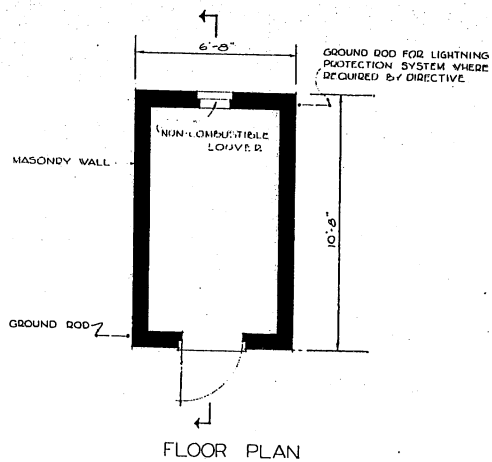 6'-8"
GROUND ROD FOR LIGHTNING
PROTECTION SYSTEM WHERE
REQUIRED BY DIRECTIVE
NON-COMBUSTIBLE
LOUVER
MASONRY WALL
10'-8"
GROUND ROD
FLOOR PLAN